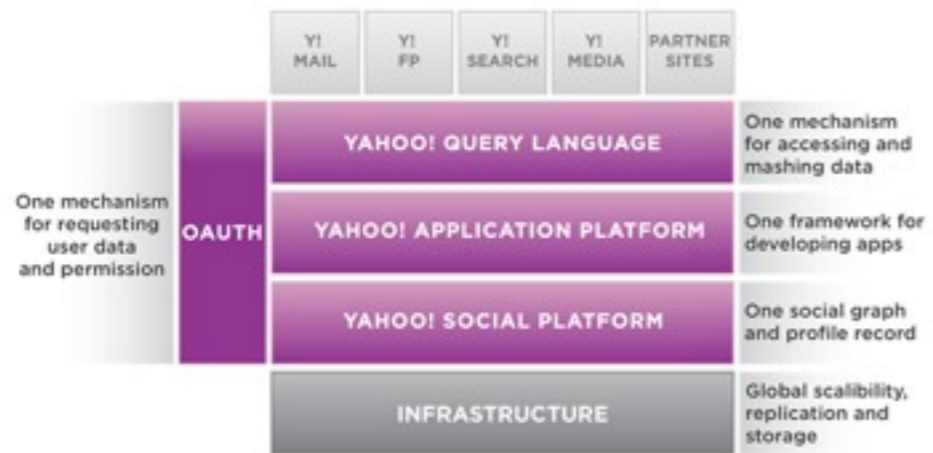 Y! MAIL
Y! FP
Y! SEARCH
Y! MEDIA
PARTNER SITES
One mechanism
for requesting
user data
and permission
OAUTH
YAHOO! QUERY LANGUAGE
One mechanism
for accessing and
mashing data
YAHOO! APPLICATION PLATFORM
One framework for
developing apps
YAHOO! SOCIAL PLATFORM
One social graph
and profile record
INFRASTRUCTURE
Global scalibility,
replication and
storage